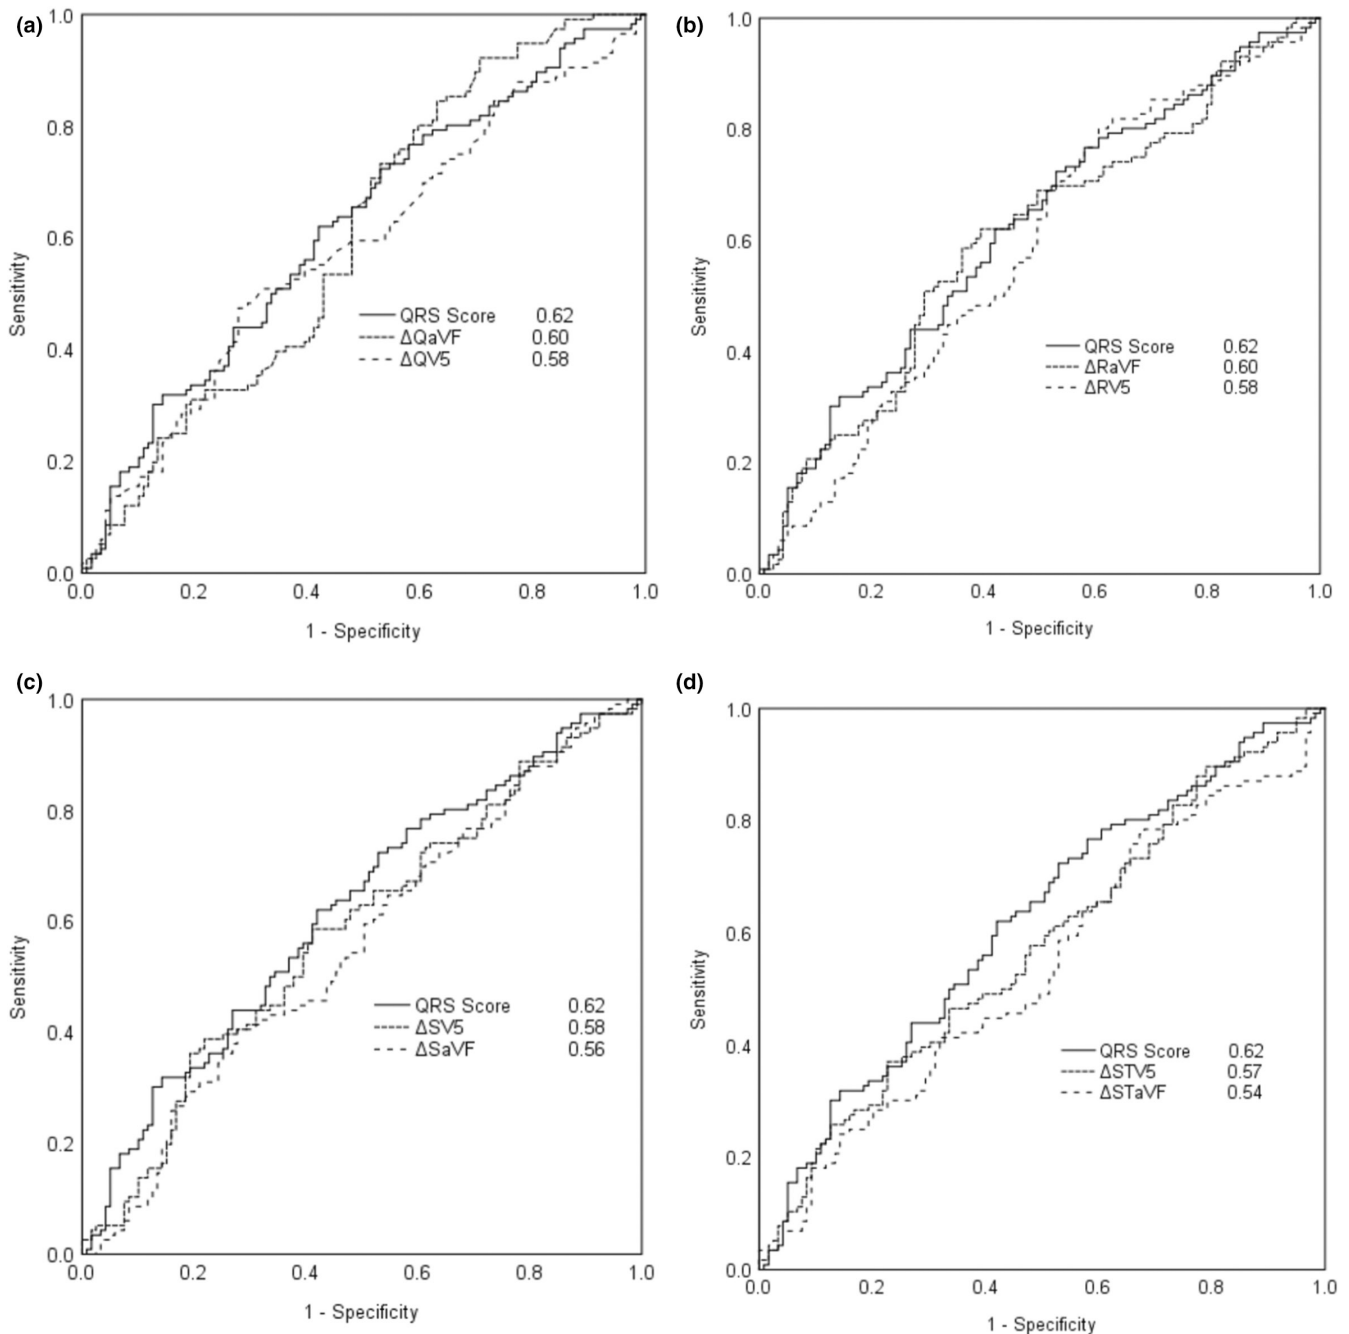 (a)
1.0
0.8
0.6
0.4
0.2
0.0
Sensitivity
QRS Score 0.62
ΔQaVF 0.60
ΔQV5 0.58
0.0 0.2 0.4 0.6 0.8 1.0
1 - Specificity
(b)
1.0
0.8
0.6
0.4
0.2
0.0
Sensitivity
QRS Score 0.62
ΔRaVF 0.60
ΔRV5 0.58
0.0 0.2 0.4 0.6 0.8 1.0
1 - Specificity
(c)
1.0
0.8
0.6
0.4
0.2
0.0
Sensitivity
QRS Score 0.62
ΔSV5 0.58
ΔSaVF 0.56
0.0 0.2 0.4 0.6 0.8 1.0
1 - Specificity
(d)
1.0
0.8
0.6
0.4
0.2
0.0
Sensitivity
QRS Score 0.62
ΔSTV5 0.57
ΔSTaVF 0.54
0.0 0.2 0.4 0.6 0.8 1.0
1 - Specificity